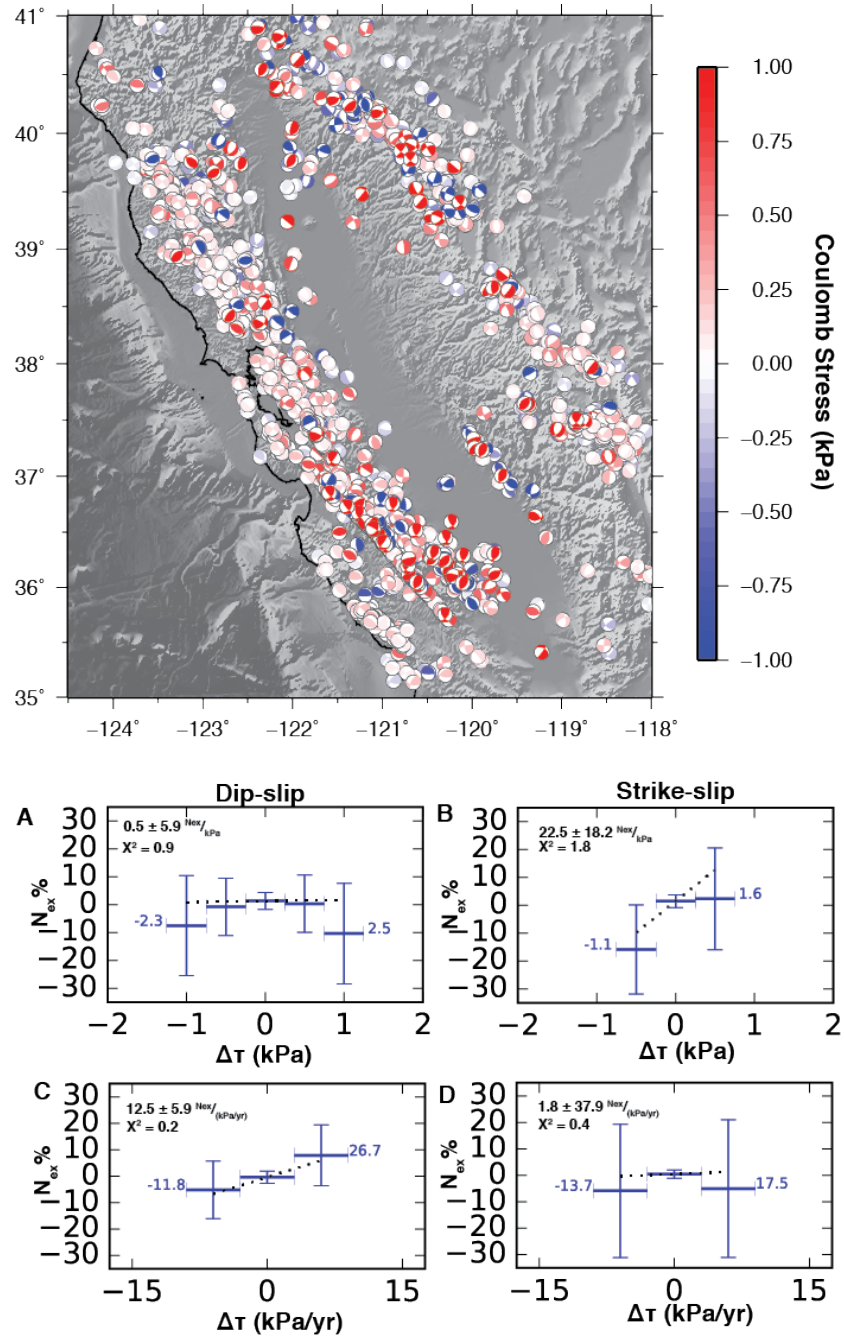 41°
40°
39°
38°
37°
36°
35°
−124° −123° −122° −121° −120° −119° −118°
1.00
0.75
0.50
0.25
0.00
−0.25
−0.50
−0.75
−1.00
Coulomb Stress (kPa)
Dip-slip
A
0.5 ± 5.9 Nex/kPa
X² = 0.9
30
20
10
0
−10
−20
−30
Nex%
-2.3
2.5
−2 −1 0 1 2
Δτ (kPa)
Strike-slip
B
22.5 ± 18.2 Nex/kPa
X² = 1.8
30
20
10
0
−10
−20
−30
Nex%
-1.1
1.6
−2 −1 0 1 2
Δτ (kPa)
C
12.5 ± 5.9 Nex/(kPa/yr)
X² = 0.2
30
20
10
0
−10
−20
−30
Nex%
-11.8
26.7
−15 0 15
Δτ (kPa/yr)
D
1.8 ± 37.9 Nex/(kPa/yr)
X² = 0.4
30
20
10
0
−10
−20
−30
Nex%
-13.7
17.5
−15 0 15
Δτ (kPa/yr)